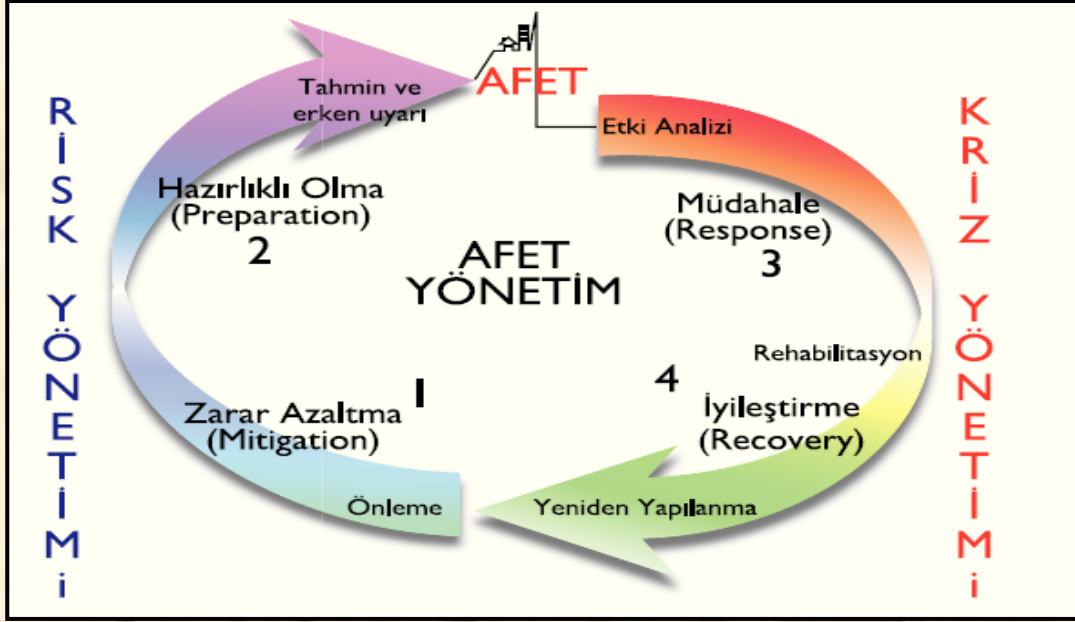 RİSK YÖNETİMİ
Tahmin ve
erken uyarı
AFET
Etki Analizi
Hazırlıklı Olma
(Preparation)
2
Müdahale
(Response)
3
AFET
YÖNETİM
Rehabilitasyon
1
Zarar Azaltma
(Mitigation)
4
İyileştirme
(Recovery)
Önleme
Yeniden Yapılanma
KRİZ YÖNETİMİ